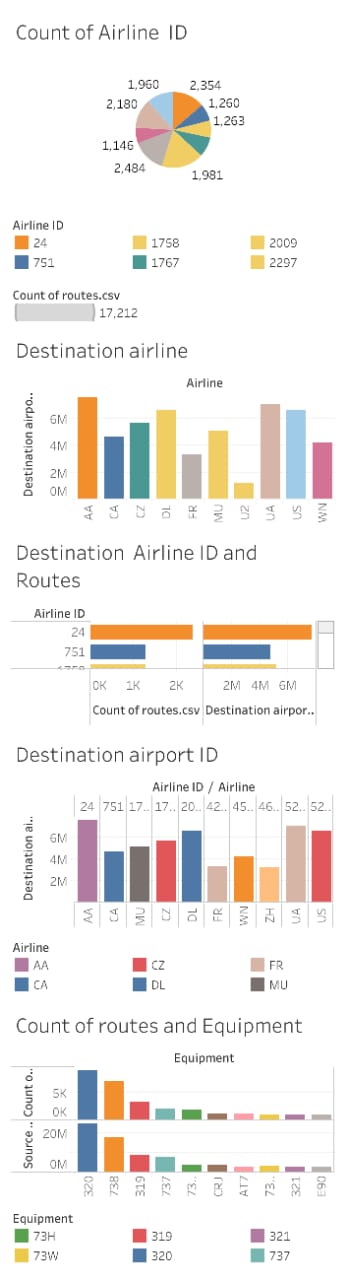 Count of Airline ID
1,960
2,354
2,180
1,260
1,263
1,146
2,484
1,981
Airline ID
24
1758
2009
751
1767
2297
Count of routes.csv
17,212
Destination airline
Airline
Destination airpo..
6M
4M
2M
0M
AA CA CZ DL FR MU U2 UA US WN
Destination Airline ID and
Routes
Airline ID
24
751
1758
0K 1K 2K 2M 4M 6M
Count of routes.csv Destination airpor..
Destination airport ID
Airline ID / Airline
24 751 17.. 17.. 20.. 42.. 45.. 46.. 52.. 52..
Destination ai..
6M
4M
2M
AA CA MU CZ DL FR WN ZH UA US
Airline
AA CZ FR
CA DL MU
Count of routes and Equipment
Equipment
Count o..
5K
0K
Source ..
20M
0M
320 738 319 737 73.. CRJ AT7 73.. 321 E90
Equipment
73H 319 321
73W 320 737